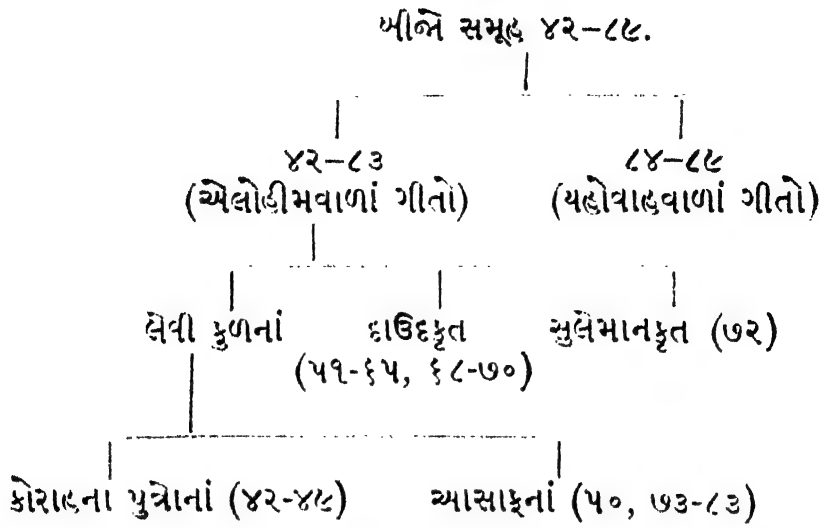 બીજો સમૂહ ૪૨–૮૯.
૪૨–૮૩ ૮૪–૮૯
(એલોહીમવાળાં ગીતો) (યહોવાહવાળાં ગીતો)
લેવી કુળનાં દાઉદકૃત સુલેમાનકૃત (૭૨)
(૫૧-૬૫, ૬૮-૭૦)
કોરાહના પુત્રોનાં (૪૨-૪૯) આસાફનાં (૫૦, ૭૩-૮૩)